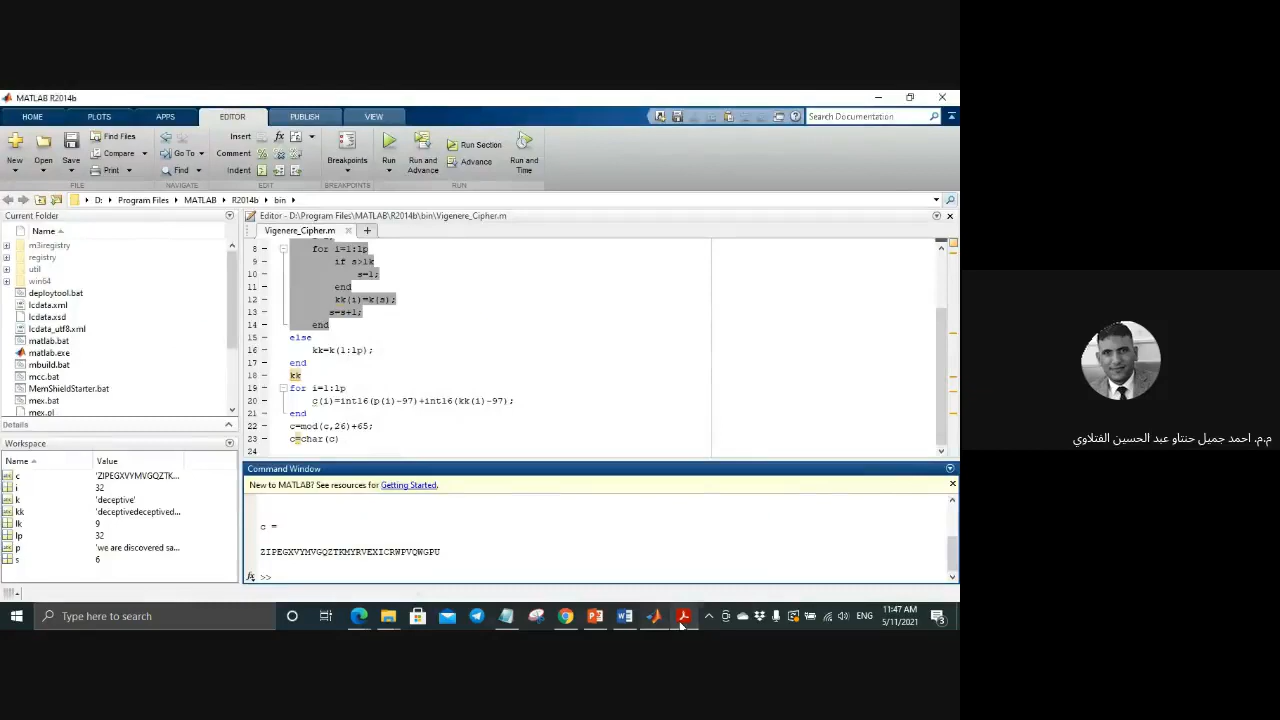 MATLAB R2014b
HOME
PLOTS
APPS
EDITOR
PUBLISH
VIEW
Search Documentation
New
Open
Save
Find Files
Compare
Print
Go To
Find
Insert
Comment
Indent
Breakpoints
Run
Run and Advance
Run Section
Advance
Run and Time
FILE
NAVIGATE
EDIT
BREAKPOINTS
RUN
D: Program Files MATLAB R2014b bin
Current Folder
Name
m3iregistry
registry
util
win64
deploytool.bat
lcdata.xml
lcdata.xsd
lcdata_utf8.xml
matlab.bat
matlab.exe
mbuild.bat
mcc.bat
MemShieldStarter.bat
mex.bat
mex.pl
Details
Workspace
Name Value
c 'ZIPEGXVYMVGQZTK...
i 32
k 'deceptive'
kk 'deceptivedeceptived...
lk 9
lp 32
p 'we are discovered sa...
s 6
Editor - D:\Program Files\MATLAB\R2014b\bin\Vigenere_Cipher.m
Vigenere_Cipher.m
8 - for i=1:lp
9 - if s>lk
10 - s=1;
11 - end
12 - kk(i)=k(s);
13 - s=s+1;
14 - end
15 - else
16 - kk=k(1:lp);
17 - end
18 - kk
19 - for i=1:lp
20 - c(i)=int16(p(i)-97)+int16(kk(i)-97);
21 - end
22 - c=mod(c,26)+65;
23 - c=char(c)
24
Command Window
New to MATLAB? See resources for Getting Started.
c =
ZIPEGXVYMVGQZTKMYRVEXICRWPVQWGPU
fx >>
Type here to search
ENG
11:47 AM
5/11/2021
3
م.م. احمد جميل حنتاو عبد الحسين الفتلاوي